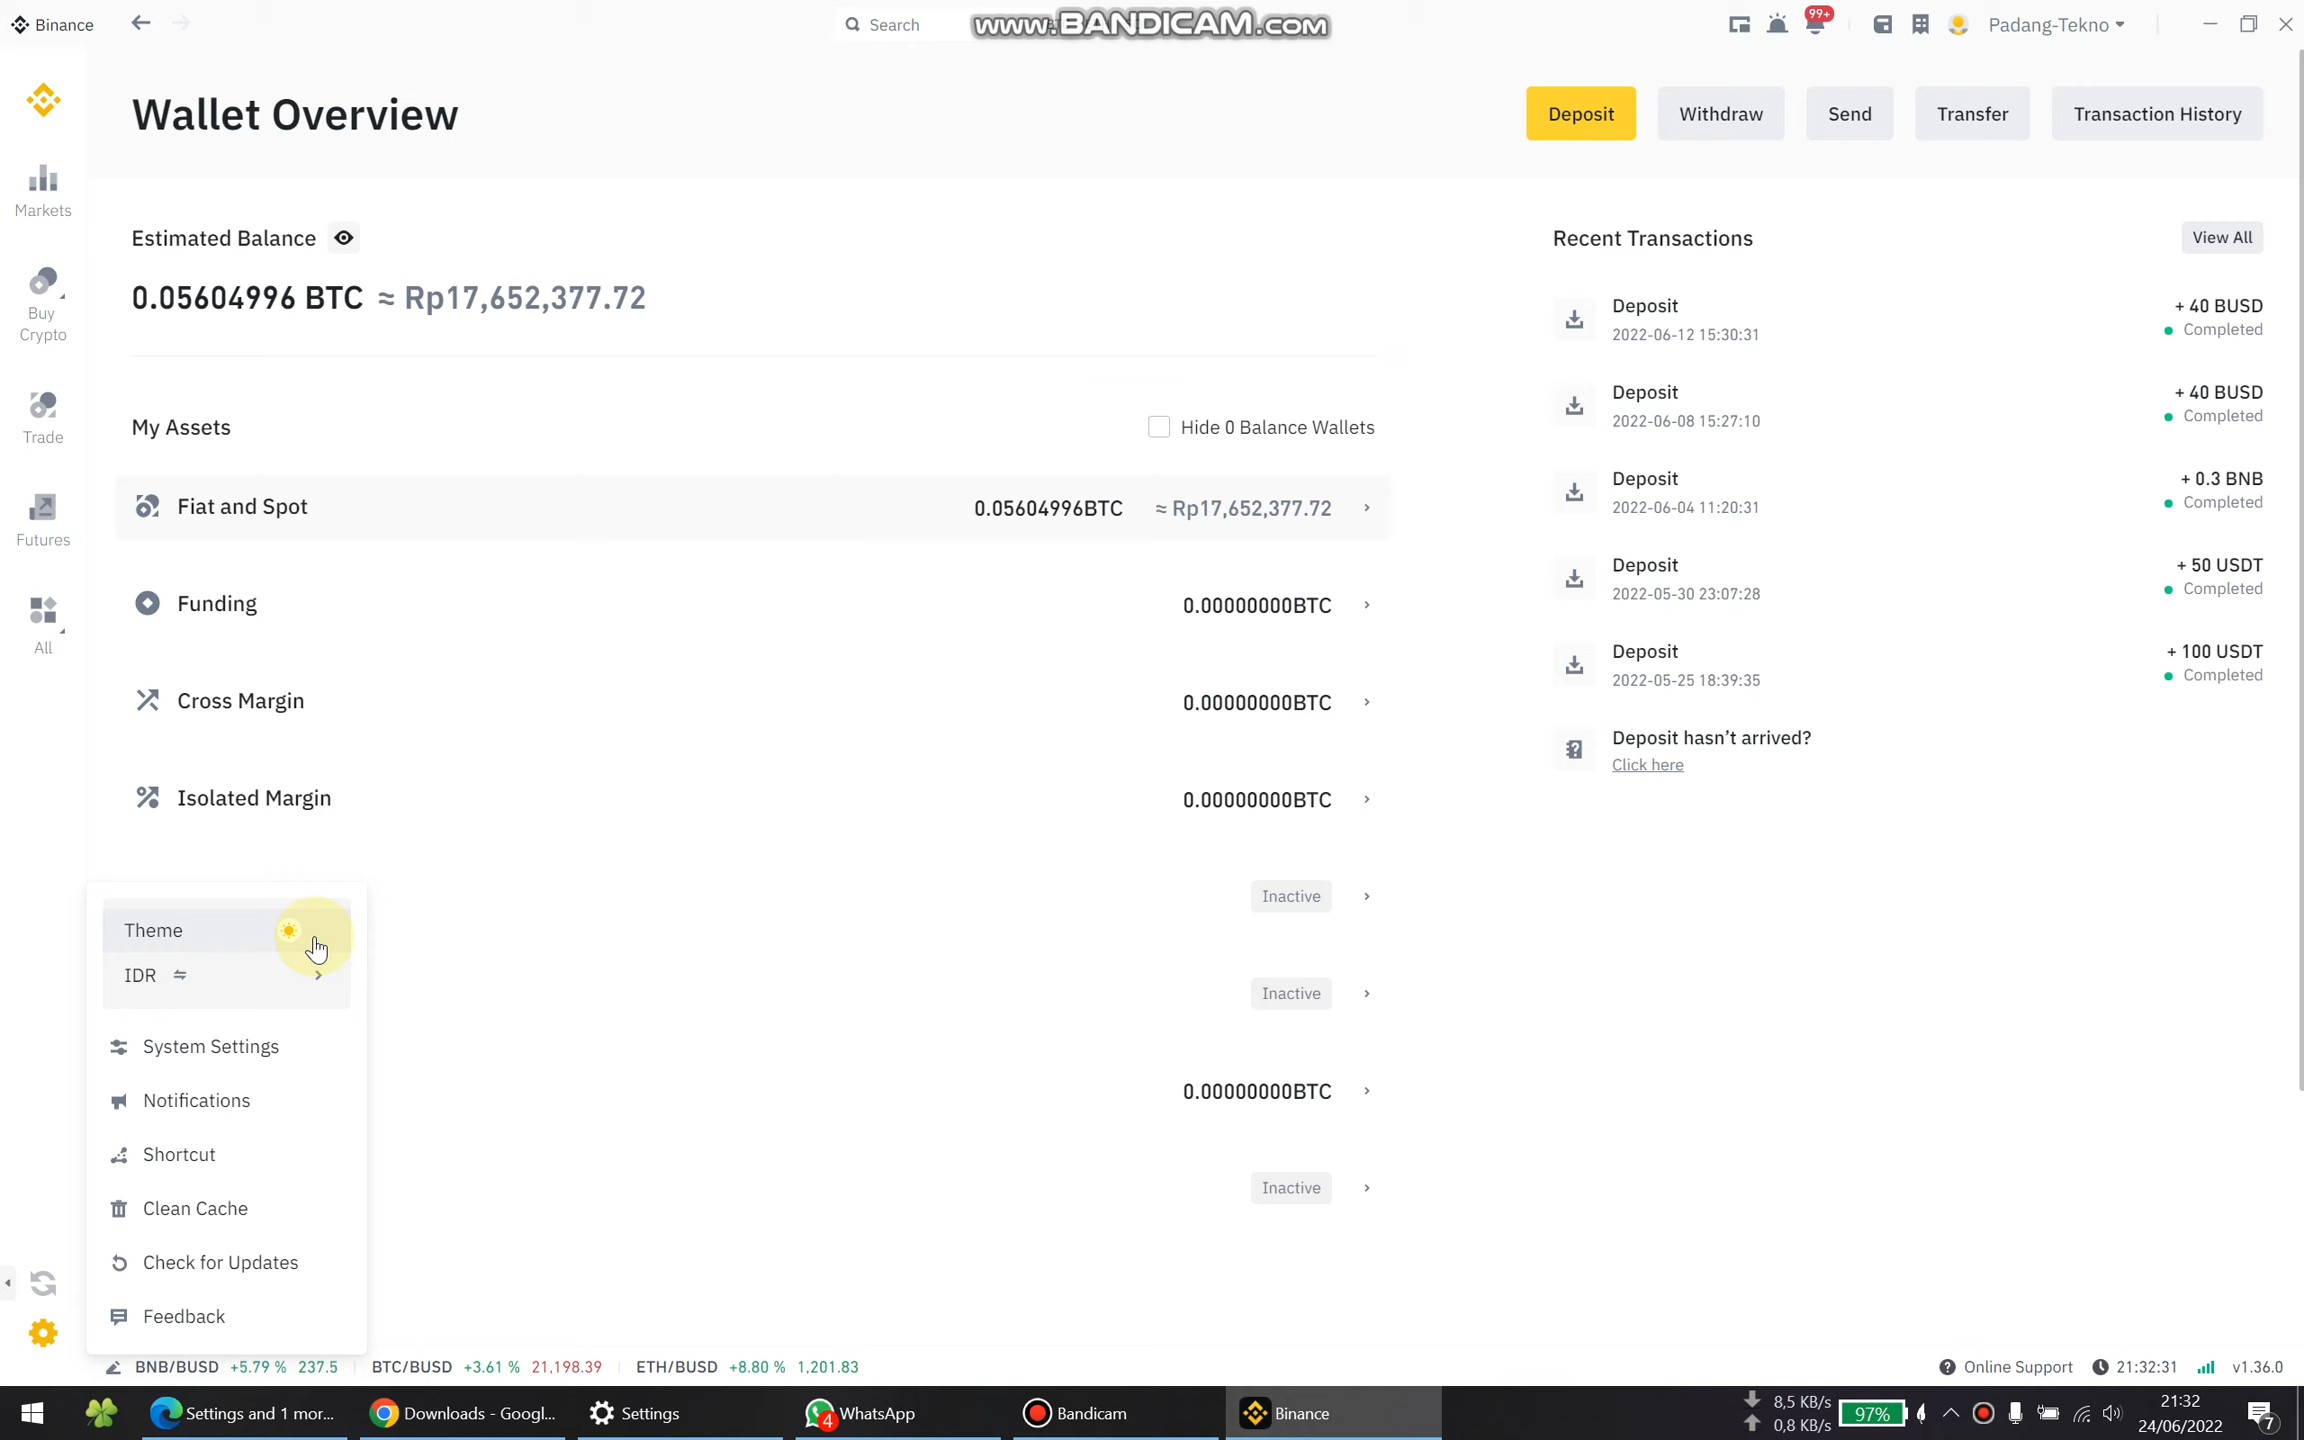 Binance
Search
www.BANDICAM.com
99+
Padang-Tekno
Wallet Overview
Deposit
Withdraw
Send
Transfer
Transaction History
Markets
Buy
Crypto
Trade
Futures
All
Estimated Balance
0.05604996 BTC ≈ Rp17,652,377.72
My Assets
Hide 0 Balance Wallets
Fiat and Spot
0.05604996BTC ≈ Rp17,652,377.72
Funding
0.00000000BTC
Cross Margin
0.00000000BTC
Isolated Margin
0.00000000BTC
Inactive
Inactive
0.00000000BTC
Inactive
Recent Transactions
View All
Deposit
+ 40 BUSD
2022-06-12 15:30:31
Completed
Deposit
+ 40 BUSD
2022-06-08 15:27:10
Completed
Deposit
+ 0.3 BNB
2022-06-04 11:20:31
Completed
Deposit
+ 50 USDT
2022-05-30 23:07:28
Completed
Deposit
+ 100 USDT
2022-05-25 18:39:35
Completed
Deposit hasn’t arrived?
Click here
Theme
IDR
System Settings
Notifications
Shortcut
Clean Cache
Check for Updates
Feedback
BNB/BUSD +5.79 % 237.5
BTC/BUSD +3.61 % 21,198.39
ETH/BUSD +8.80 % 1,201.83
Online Support
21:32:31
v1.36.0
Settings and 1 mor...
Downloads - Googl...
Settings
4
WhatsApp
Bandicam
Binance
8,5 KB/s
0,8 KB/s
97%
21:32
24/06/2022
7